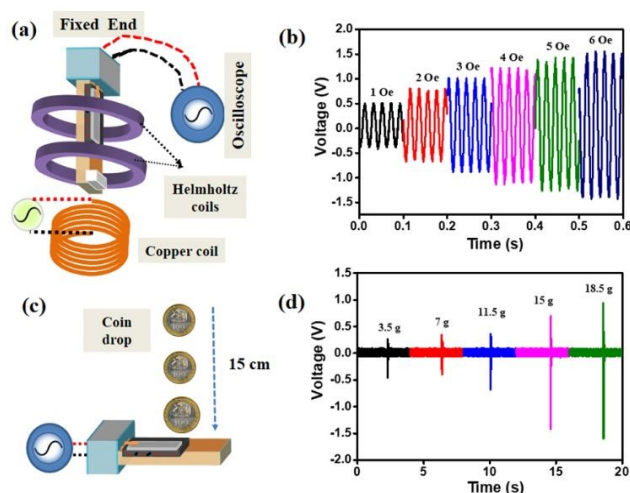 (a)
Fixed End
Oscilloscope
Helmholtz
coils
Copper coil
(b)
1 Oe
2 Oe
3 Oe
4 Oe
5 Oe
6 Oe
Voltage (V)
1.5
1.0
0.5
0.0
-0.5
-1.0
-1.5
0.0 0.1 0.2 0.3 0.4 0.5 0.6
Time (s)
(c)
Coin
drop
15 cm
(d)
3.5 g
7 g
11.5 g
15 g
18.5 g
Voltage (V)
1.5
1.0
0.5
0.0
-0.5
-1.0
-1.5
-2.0
0 5 10 15 20
Time (s)